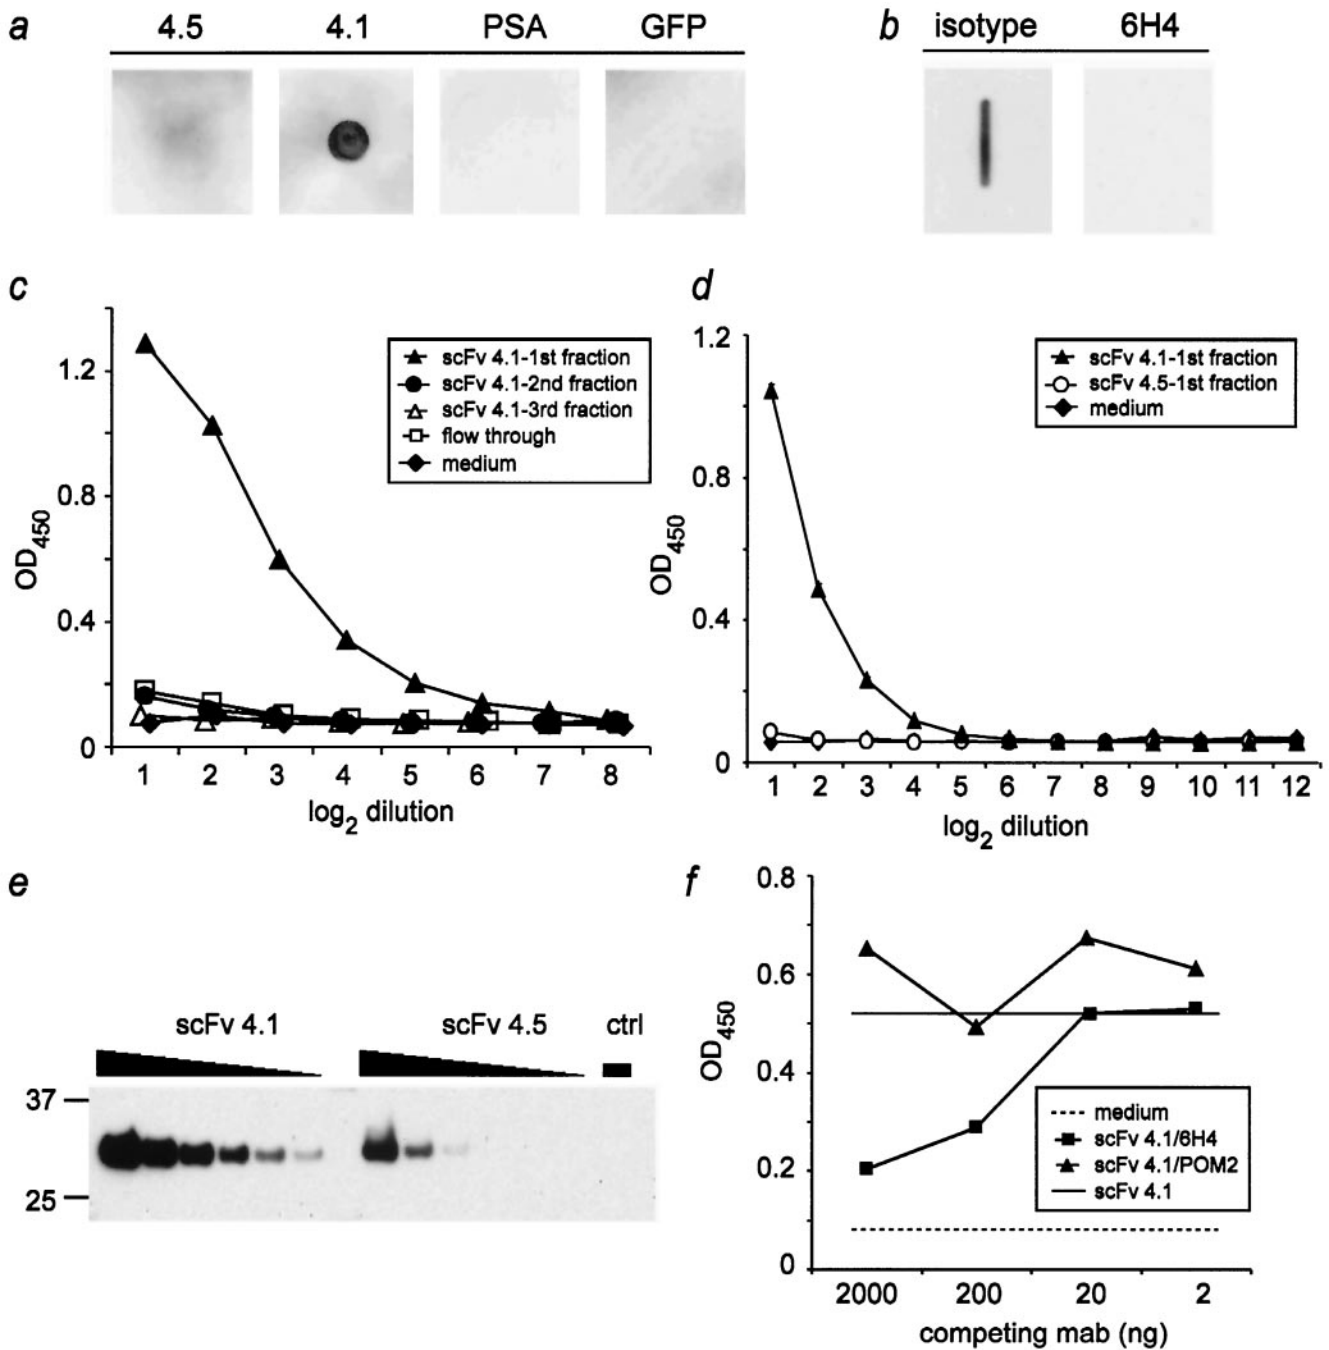 a
4.5 4.1 PSA GFP
b
isotype 6H4
c
OD450
1.2
0.8
0.4
0
scFv 4.1-1st fraction
scFv 4.1-2nd fraction
scFv 4.1-3rd fraction
flow through
medium
1 2 3 4 5 6 7 8
log2 dilution
d
OD450
1.2
0.8
0.4
0
scFv 4.1-1st fraction
scFv 4.5-1st fraction
medium
1 2 3 4 5 6 7 8 9 10 11 12
log2 dilution
e
scFv 4.1 scFv 4.5 ctrl
37
25
f
OD450
0.8
0.6
0.4
0.2
0
medium
scFv 4.1/6H4
scFv 4.1/POM2
scFv 4.1
2000 200 20 2
competing mab (ng)